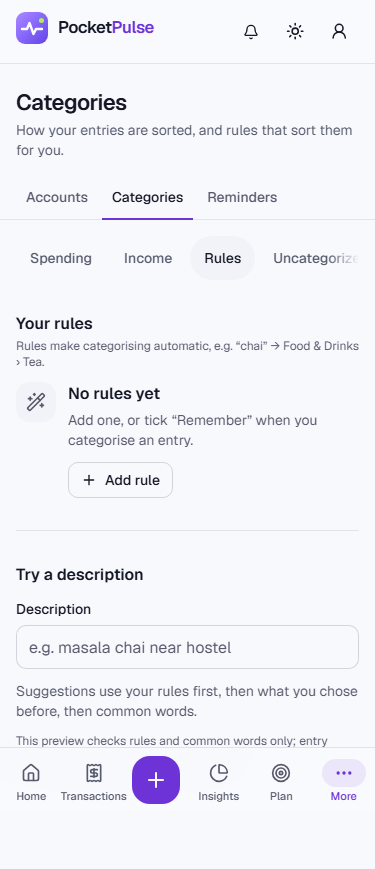 PocketPulse
Categories
How your entries are sorted, and rules that sort them
for you.
Accounts Categories Reminders
Spending Income Rules Uncategorize
Your rules
Rules make categorising automatic, e.g. “chai” → Food & Drinks
› Tea.
No rules yet
Add one, or tick “Remember” when you
categorise an entry.
+ Add rule
Try a description
Description
e.g. masala chai near hostel
Suggestions use your rules first, then what you chose
before, then common words.
This preview checks rules and common words only; entry
Home Transactions Insights Plan More